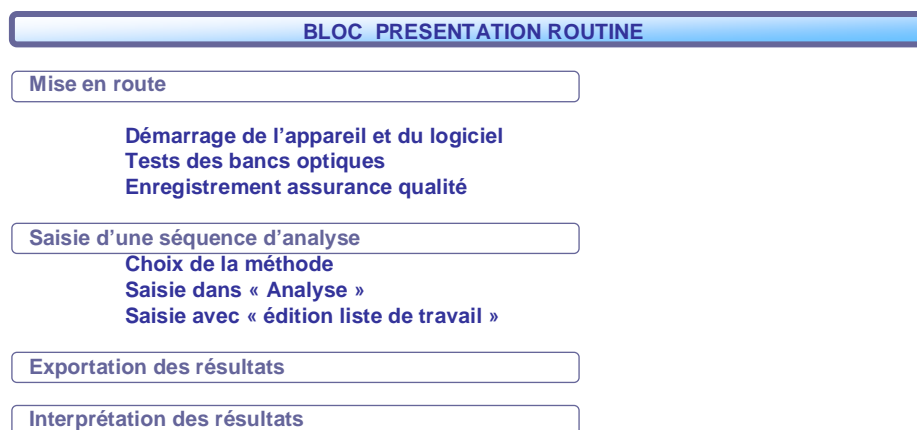 BLOC PRESENTATION ROUTINE
Mise en route
Démarrage de l'appareil et du logiciel
Tests des bancs optiques
Enregistrement assurance qualité
Saisie d'une séquence d'analyse
Choix de la méthode
Saisie dans « Analyse »
Saisie avec « édition liste de travail »
Exportation des résultats
Interprétation des résultats